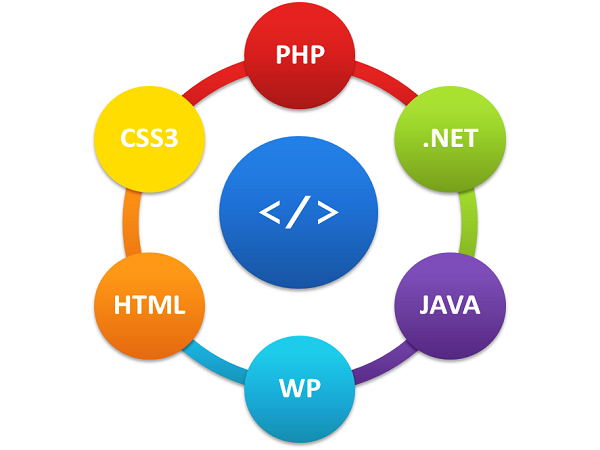 PHP
CSS3
.NET
</>
HTML
JAVA
WP